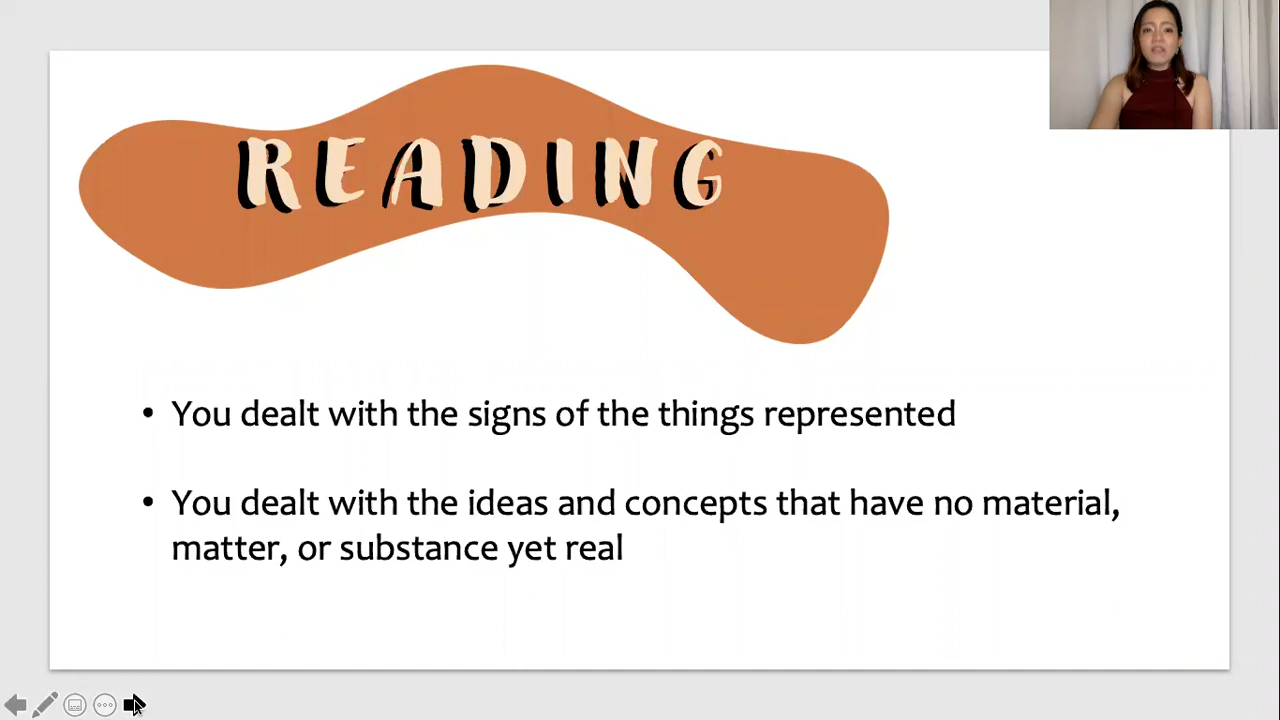 READING
• You dealt with the signs of the things represented
• You dealt with the ideas and concepts that have no material,
matter, or substance yet real